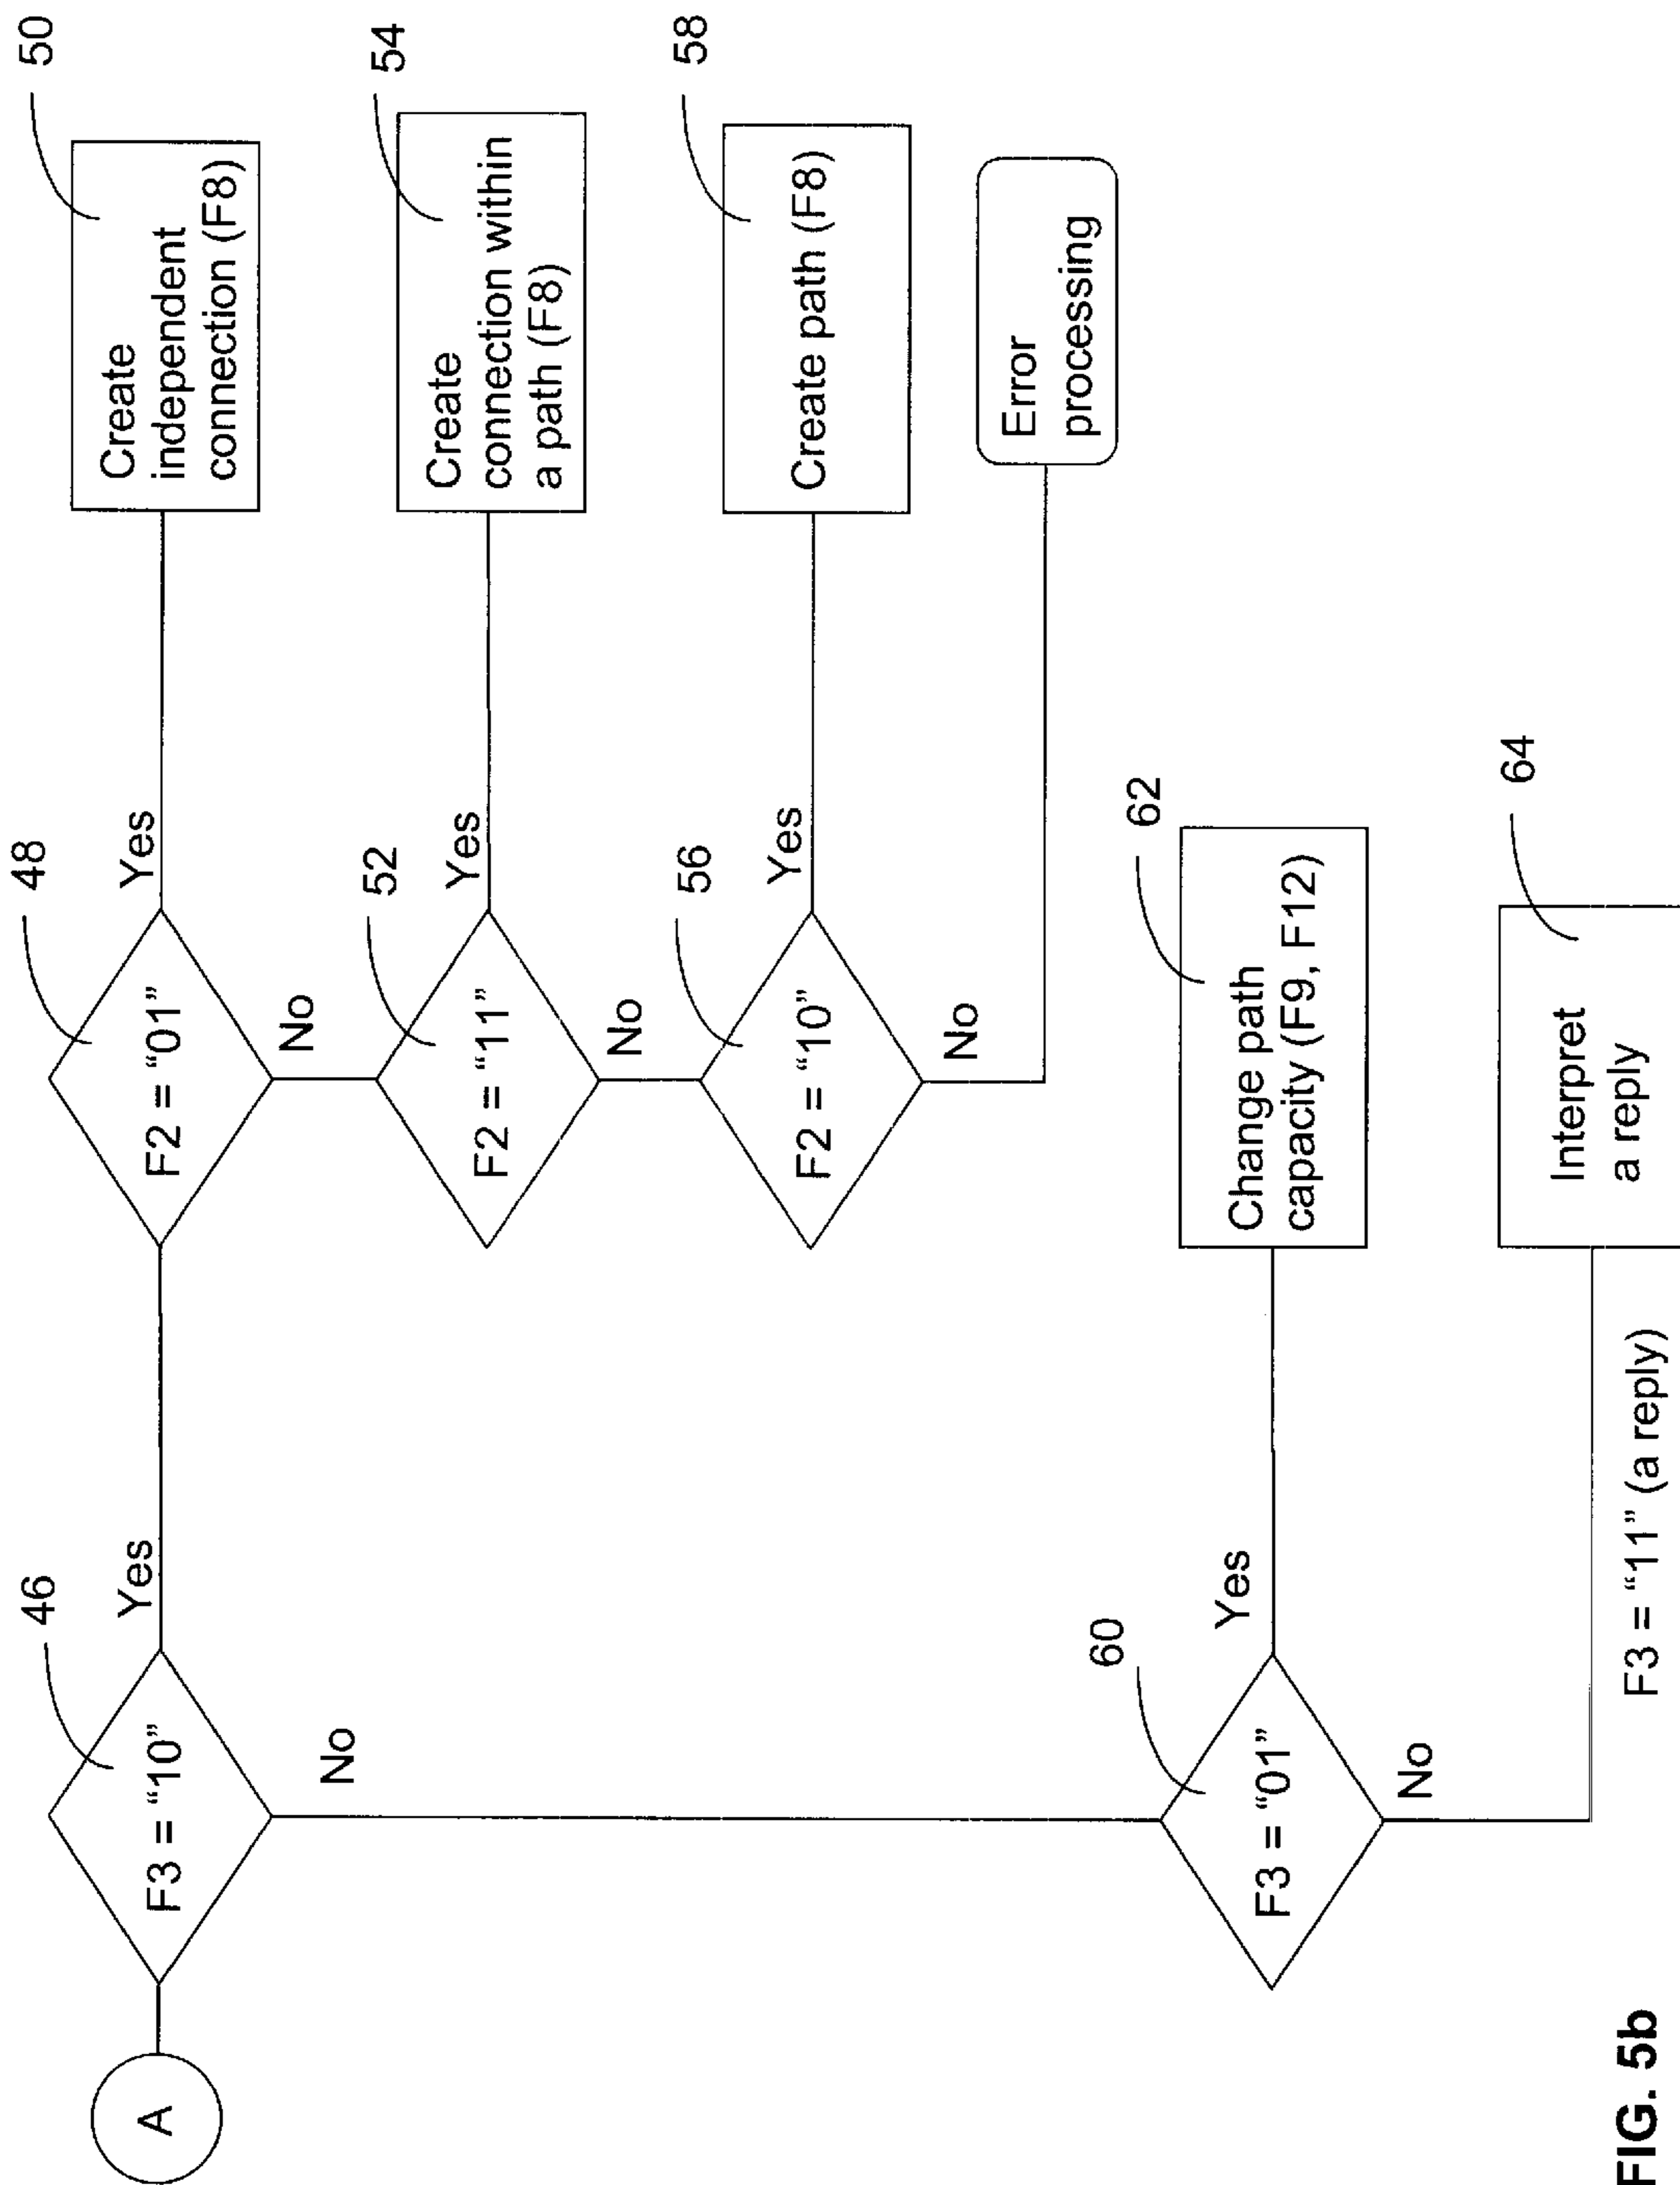 A
F3 = “10”
46
Yes
No
F2 = “01”
48
Yes
No
Create
independent
connection (F8)
50
F2 = “11”
52
Yes
No
Create
connection within
a path (F8)
54
F2 = “10”
56
Yes
No
Create path (F8)
58
Error
processing
F3 = “01”
60
Yes
No
Change path
capacity (F9, F12)
62
F3 = “11” (a reply)
Interpret
a reply
64
FIG. 5b